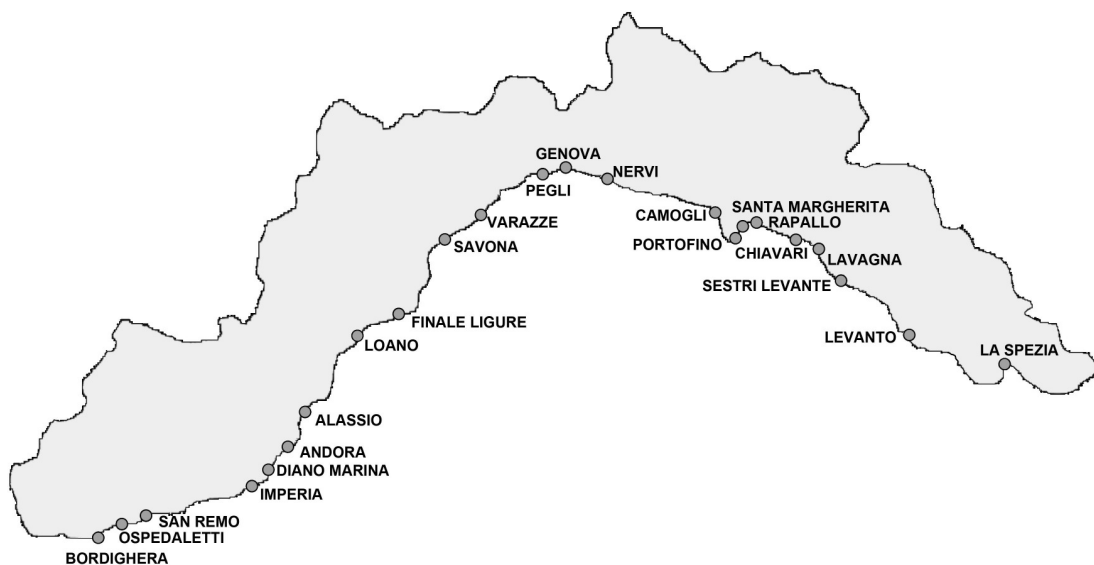 GENOVA
NERVI
PEGLI
SANTA MARGHERITA
CAMOGLI
RAPALLO
VARAZZE
PORTOFINO
CHIAVARI
SAVONA
LAVAGNA
SESTRI LEVANTE
FINALE LIGURE
LEVANTO
LOANO
LA SPEZIA
ALASSIO
ANDORA
DIANO MARINA
IMPERIA
SAN REMO
OSPEDALETTI
BORDIGHERA